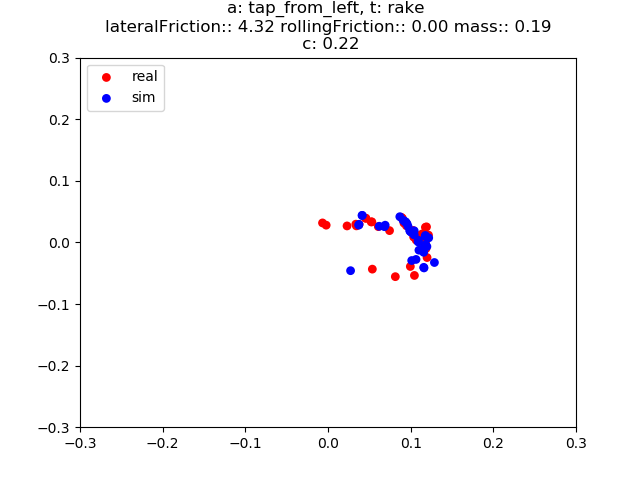 a: tap_from_left, t: rake
lateralFriction:: 4.32 rollingFriction:: 0.00 mass:: 0.19
c: 0.22
real
sim
0.3
0.2
0.1
0.0
−0.1
−0.2
−0.3
−0.3 −0.2 −0.1 0.0 0.1 0.2 0.3